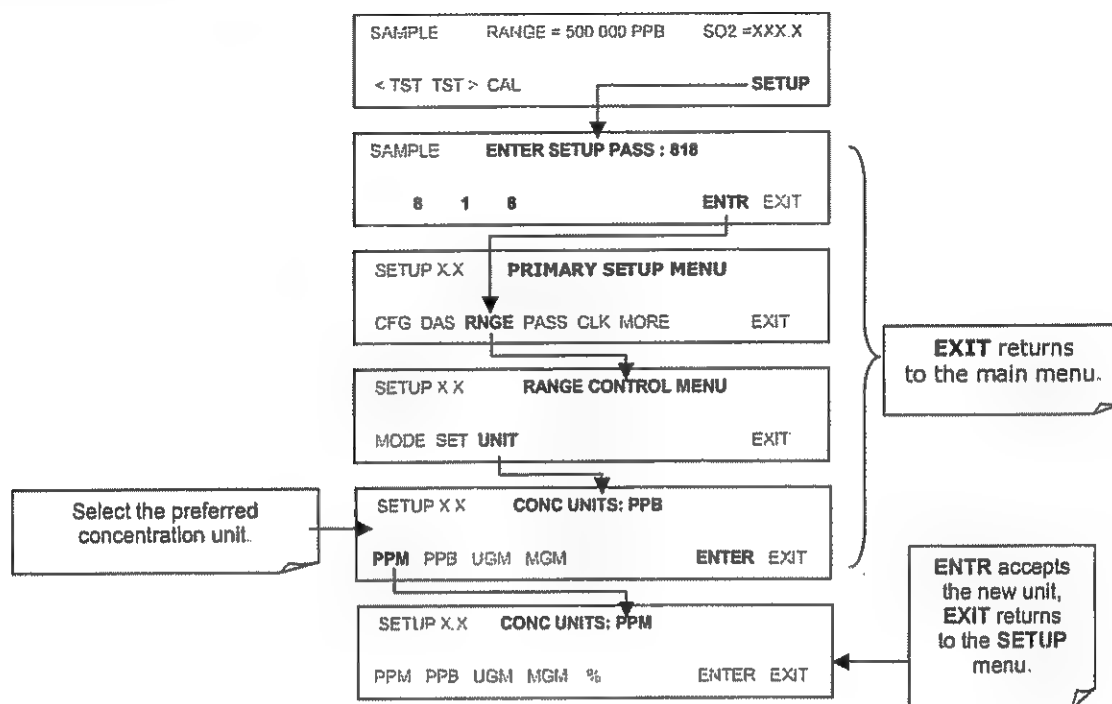 SAMPLE RANGE = 500 000 PPB SO2 =XXX.X
< TST TST > CAL SETUP
SAMPLE ENTER SETUP PASS : 818
8 1 8 ENTR EXIT
SETUP X.X PRIMARY SETUP MENU
CFG DAS RNGE PASS CLK MORE EXIT
EXIT returns
to the main menu.
SETUP X X RANGE CONTROL MENU
MODE SET UNIT EXIT
Select the preferred
concentration unit.
SETUP X X CONC UNITS: PPB
PPM PPB UGM MGM ENTER EXIT
ENTR accepts
the new unit,
EXIT returns
to the SETUP
menu.
SETUP X.X CONC UNITS: PPM
PPM PPB UGM MGM % ENTER EXIT